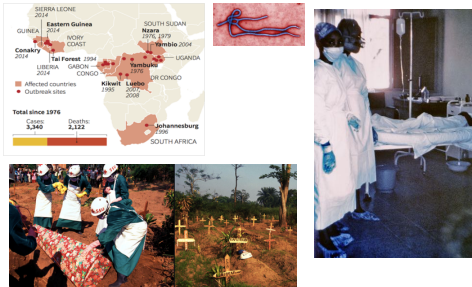 SIERRA LEONE
2014
Eastern Guinea
2014
GUINEA
IVORY
COAST
Conakry
2014
Tai Forest 1994
LIBERIA
2014
GABON
CONGO
SOUTH SUDAN
Nzara
1976, 1979
Yambio 2004
UGANDA
Yambuku
1976
DR CONGO
Kikwit
1995
Luebo
2007,
2008
Affected countries
Outbreak sites
Total since 1976
Cases:
3,340
Deaths:
2,122
Johannesburg
1996
SOUTH AFRICA